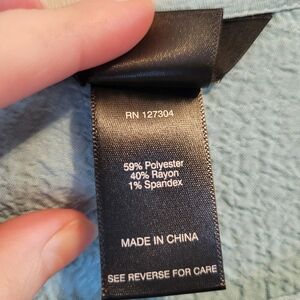 RN 127304
59% Polyester
40% Rayon
1% Spandex
MADE IN CHINA
SEE REVERSE FOR CARE